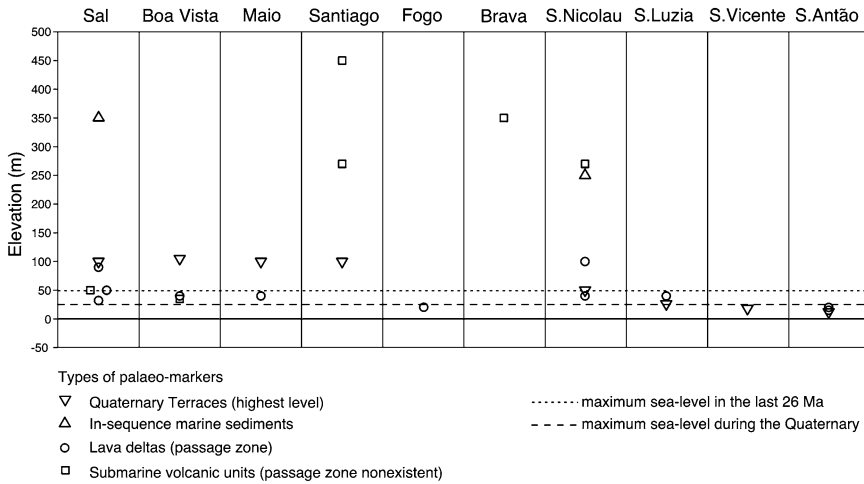 Sal Boa Vista Maio Santiago Fogo Brava S.Nicolau S.Luzia S.Vicente S.Antão
Elevation (m)
500
450
400
350
300
250
200
150
100
50
0
-50
Types of palaeo-markers
Quaternary Terraces (highest level)
In-sequence marine sediments
Lava deltas (passage zone)
Submarine volcanic units (passage zone nonexistent)
maximum sea-level in the last 26 Ma
maximum sea-level during the Quaternary